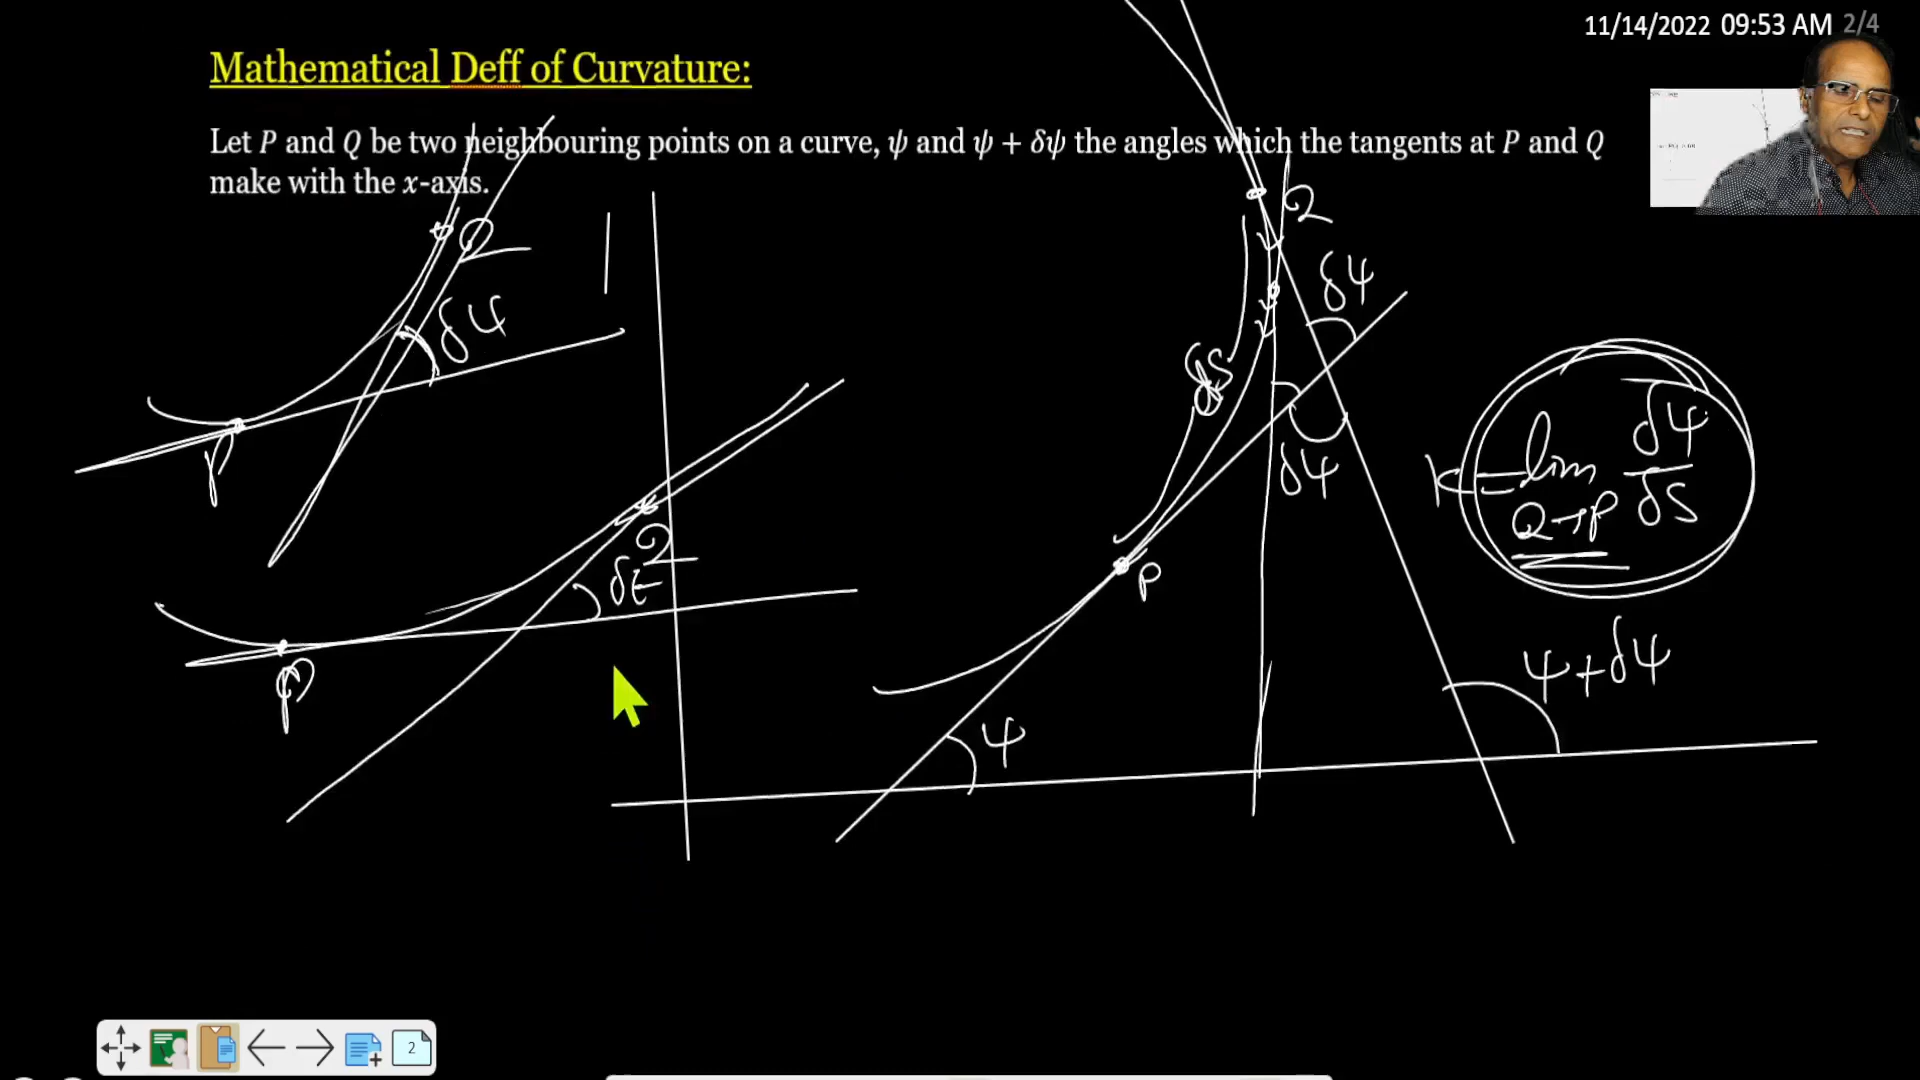 11/14/2022 09:53 AM 2/4
Mathematical Deff of Curvature:
Let P and Q be two neighbouring points on a curve, ψ and ψ + δψ the angles which the tangents at P and Q
make with the x-axis.
Q
Q
δψ
δψ
δs
P
δψ
K = lim δψ/δs
Q→P
Q
P
P
ψ + δψ
ψ
2